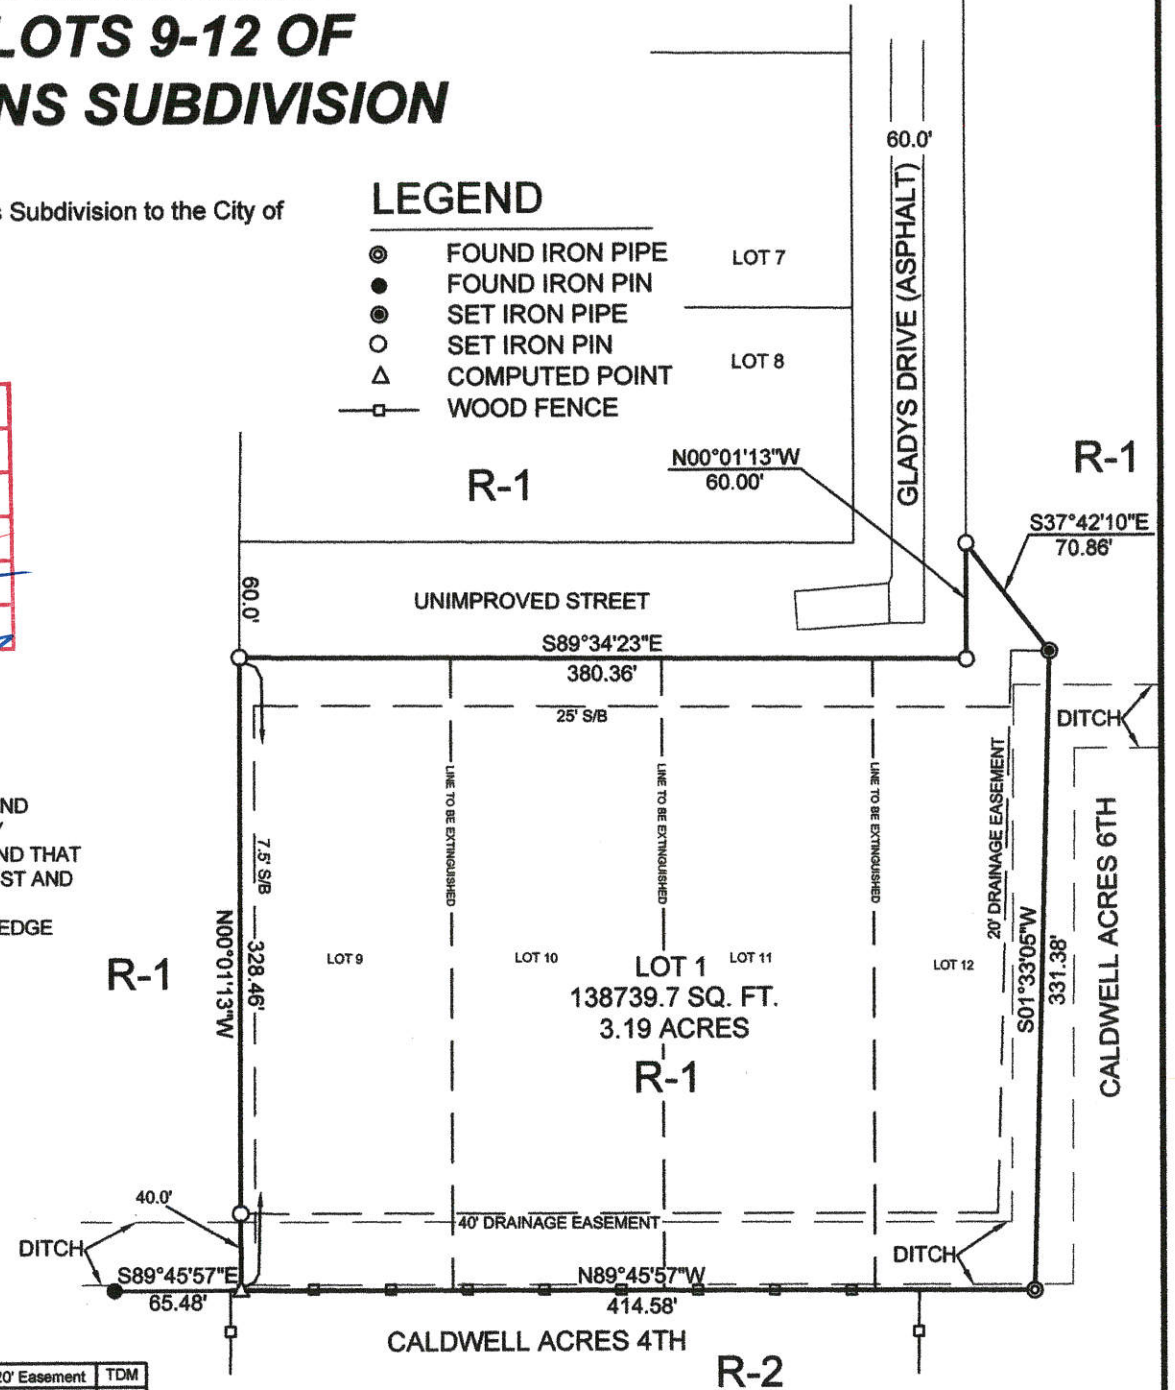 LOTS 9-12 OF
NS SUBDIVISION
s Subdivision to the City of
LEGEND
FOUND IRON PIPE
FOUND IRON PIN
SET IRON PIPE
SET IRON PIN
COMPUTED POINT
WOOD FENCE
LOT 7
LOT 8
60.0'
GLADYS DRIVE (ASPHALT)
R-1
R-1
N00°01'13"W
60.00'
S37°42'10"E
70.86'
60.0'
UNIMPROVED STREET
S89°34'23"E
380.36'
25' S/B
DITCH
LINE TO BE EXTINGUISHED
LINE TO BE EXTINGUISHED
LINE TO BE EXTINGUISHED
20' DRAINAGE EASEMENT
CALDWELL ACRES 6TH
ND
ND THAT
ST AND
EDGE
7.5' S/B
N00°01'13"W
328.46'
R-1
LOT 9
LOT 10
LOT 11
LOT 12
LOT 1
138739.7 SQ. FT.
3.19 ACRES
R-1
S01°33'05"W
331.38'
40.0'
40' DRAINAGE EASEMENT
DITCH
DITCH
S89°45'57"E
65.48'
N89°45'57"W
414.58'
CALDWELL ACRES 4TH
R-2
20' Easement TDM